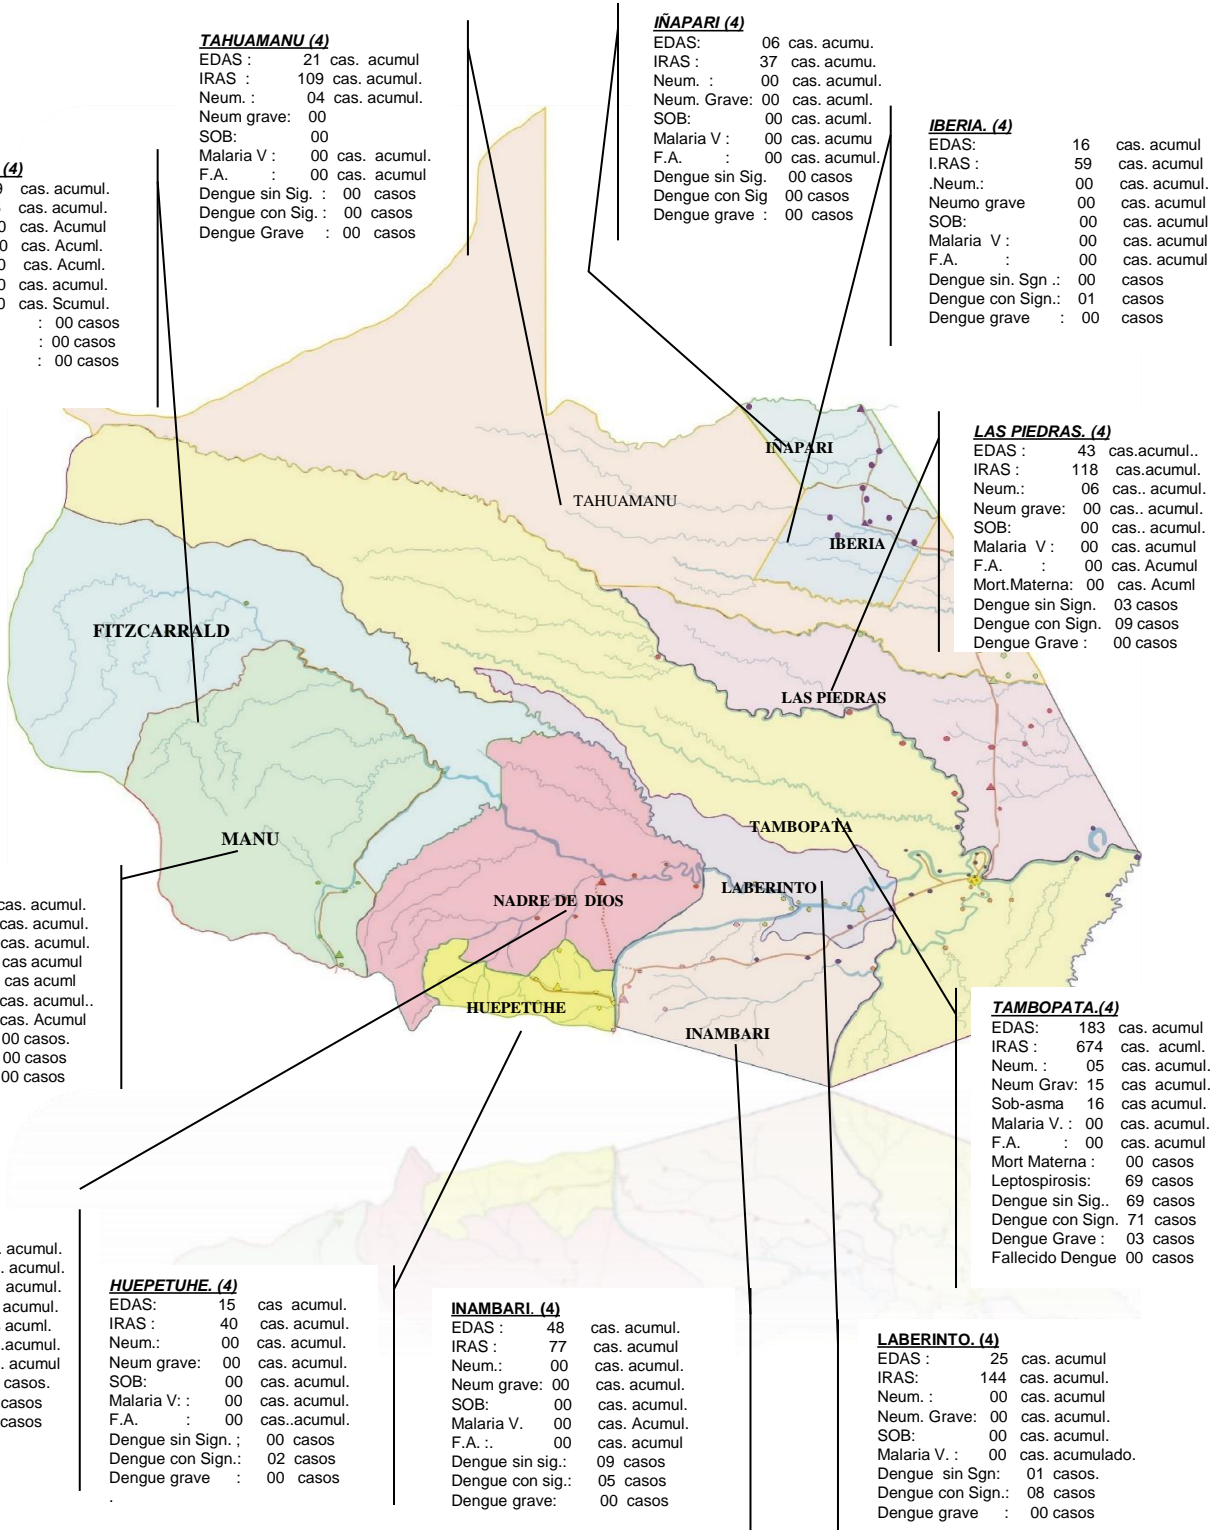 TAHUAMANU (4)
EDAS : 21 cas. acumul
IRAS : 109 cas. acumul.
Neum. : 04 cas. acumul.
Neum grave: 00
SOB: 00
Malaria V : 00 cas. acumul.
F.A. : 00 cas. acumul
Dengue sin Sig. : 00 casos
Dengue con Sig. : 00 casos
Dengue Grave : 00 casos
IÑAPARI (4)
EDAS: 06 cas. acumu.
IRAS : 37 cas. acumu.
Neum. : 00 cas. acumul.
Neum. Grave: 00 cas. acuml.
SOB: 00 cas. acuml.
Malaria V : 00 cas. acumu
F.A. : 00 cas. acumul.
Dengue sin Sig. 00 casos
Dengue con Sig 00 casos
Dengue grave : 00 casos
IBERIA. (4)
EDAS: 16 cas. acumul
I.RAS : 59 cas. acumul
.Neum.: 00 cas. acumul.
Neumo grave 00 cas. acumul
SOB: 00 cas. acumul
Malaria V : 00 cas. acumul
F.A. : 00 cas. acumul
Dengue sin. Sgn .: 00 casos
Dengue con Sign.: 01 casos
Dengue grave : 00 casos
(4)
cas. acumul.
cas. acumul.
0 cas. Acumul
0 cas. Acuml.
0 cas. Acuml.
0 cas. acumul.
0 cas. Scumul.
: 00 casos
: 00 casos
: 00 casos
LAS PIEDRAS. (4)
EDAS : 43 cas.acumul..
IRAS : 118 cas.acumul.
Neum.: 06 cas.. acumul.
Neum grave: 00 cas.. acumul.
SOB: 00 cas.. acumul.
Malaria V : 00 cas. acumul
F.A. : 00 cas. Acumul
Mort.Materna: 00 cas. Acuml
Dengue sin Sign. 03 casos
Dengue con Sign. 09 casos
Dengue Grave : 00 casos
IÑAPARI
TAHUAMANU
IBERIA
FITZCARRALD
LAS PIEDRAS
MANU
TAMBOPATA
LABERINTO
NADRE DE DIOS
HUEPETUHE
INAMBARI
cas. acumul.
cas. acumul.
cas. acumul.
cas acumul
cas acuml
cas. acumul..
cas. Acumul
00 casos.
00 casos
00 casos
TAMBOPATA.(4)
EDAS: 183 cas. acumul
IRAS : 674 cas. acuml.
Neum. : 05 cas. acumul.
Neum Grav: 15 cas acumul.
Sob-asma 16 cas acumul.
Malaria V. : 00 cas. acumul.
F.A. : 00 cas. acumul
Mort Materna : 00 casos
Leptospirosis: 69 casos
Dengue sin Sig.. 69 casos
Dengue con Sign. 71 casos
Dengue Grave : 03 casos
Fallecido Dengue 00 casos
. acumul.
. acumul.
acumul.
acumul.
acuml.
.acumul.
. acumul
casos.
casos
casos
HUEPETUHE. (4)
EDAS: 15 cas acumul.
IRAS : 40 cas. acumul.
Neum.: 00 cas. acumul.
Neum grave: 00 cas. acumul.
SOB: 00 cas. acumul.
Malaria V: : 00 cas. acumul.
F.A. : 00 cas..acumul.
Dengue sin Sign. ; 00 casos
Dengue con Sign.: 02 casos
Dengue grave : 00 casos
.
INAMBARI. (4)
EDAS : 48 cas. acumul.
IRAS : 77 cas. acumul
Neum.: 00 cas. acumul.
Neum grave: 00 cas. acumul.
SOB: 00 cas. acumul.
Malaria V. 00 cas. Acumul.
F.A. :. 00 cas. acumul
Dengue sin sig.: 09 casos
Dengue con sig.: 05 casos
Dengue grave: 00 casos
LABERINTO. (4)
EDAS : 25 cas. acumul
IRAS: 144 cas. acumul.
Neum. : 00 cas. acumul
Neum. Grave: 00 cas. acumul.
SOB: 00 cas. acumul.
Malaria V. : 00 cas. acumulado.
Dengue sin Sgn: 01 casos.
Dengue con Sign.: 08 casos
Dengue grave : 00 casos